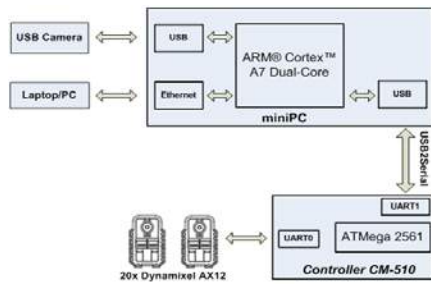 USB Camera
USB
ARM® Cortex™
A7 Dual-Core
Laptop/PC
Ethernet
USB
miniPC
USB2Serial
UART1
UART0
ATMega 2561
20x Dynamixel AX12
Controller CM-510